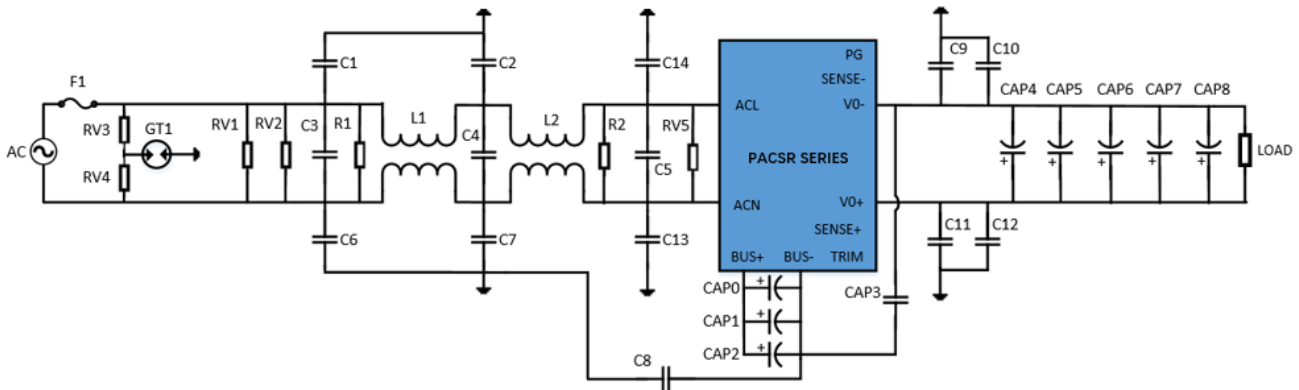 C1
C2
C14
C9
C10
PG
SENSE-
F1
CAP4
CAP5
CAP6
CAP7
CAP8
ACL
V0-
RV3
GT1
RV1
RV2
C3
R1
L1
C4
L2
R2
RV5
AC
PACSR SERIES
LOAD
RV4
C5
ACN
V0+
SENSE+
C6
C7
C13
C11
C12
BUS+
BUS-
TRIM
CAP0
+
CAP3
CAP1
+
CAP2
+
C8
+
+
+
+
+